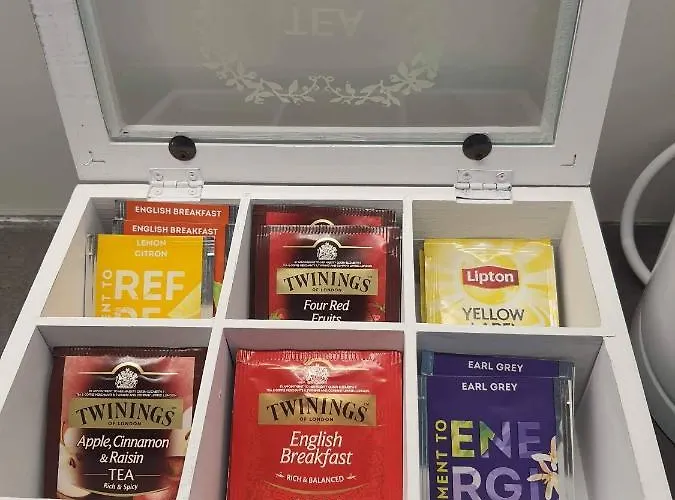 TEA
ENGLISH BREAKFAST
ENGLISH BREAKFAST
LEMON
CITRON
MENT TO
REF
TWININGS
OF LONDON
Four Red
Fruits
Lipton
YELLOW
LABEL
TWININGS
OF LONDON
Apple, Cinnamon
& Raisin
TEA
Rich & Spicy
TWININGS
OF LONDON
English
Breakfast
RICH & BALANCED
EARL GREY
EARL GREY
MENT TO
ENE
RGI